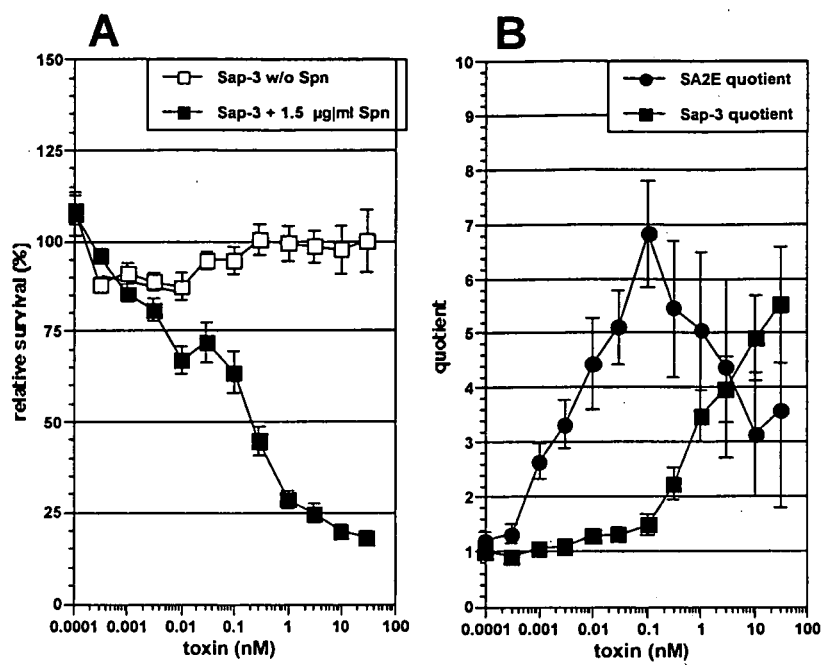 A
150
125
100
75
50
25
0
relative survival (%)
Sap-3 w/o Spn
Sap-3 + 1.5 µg|ml Spn
0.0001 0.001 0.01 0.1 1 10 100
toxin (nM)
B
10
9
8
7
6
5
4
3
2
1
0
quotient
SA2E quotient
Sap-3 quotient
0.0001 0.001 0.01 0.1 1 10 100
toxin (nM)